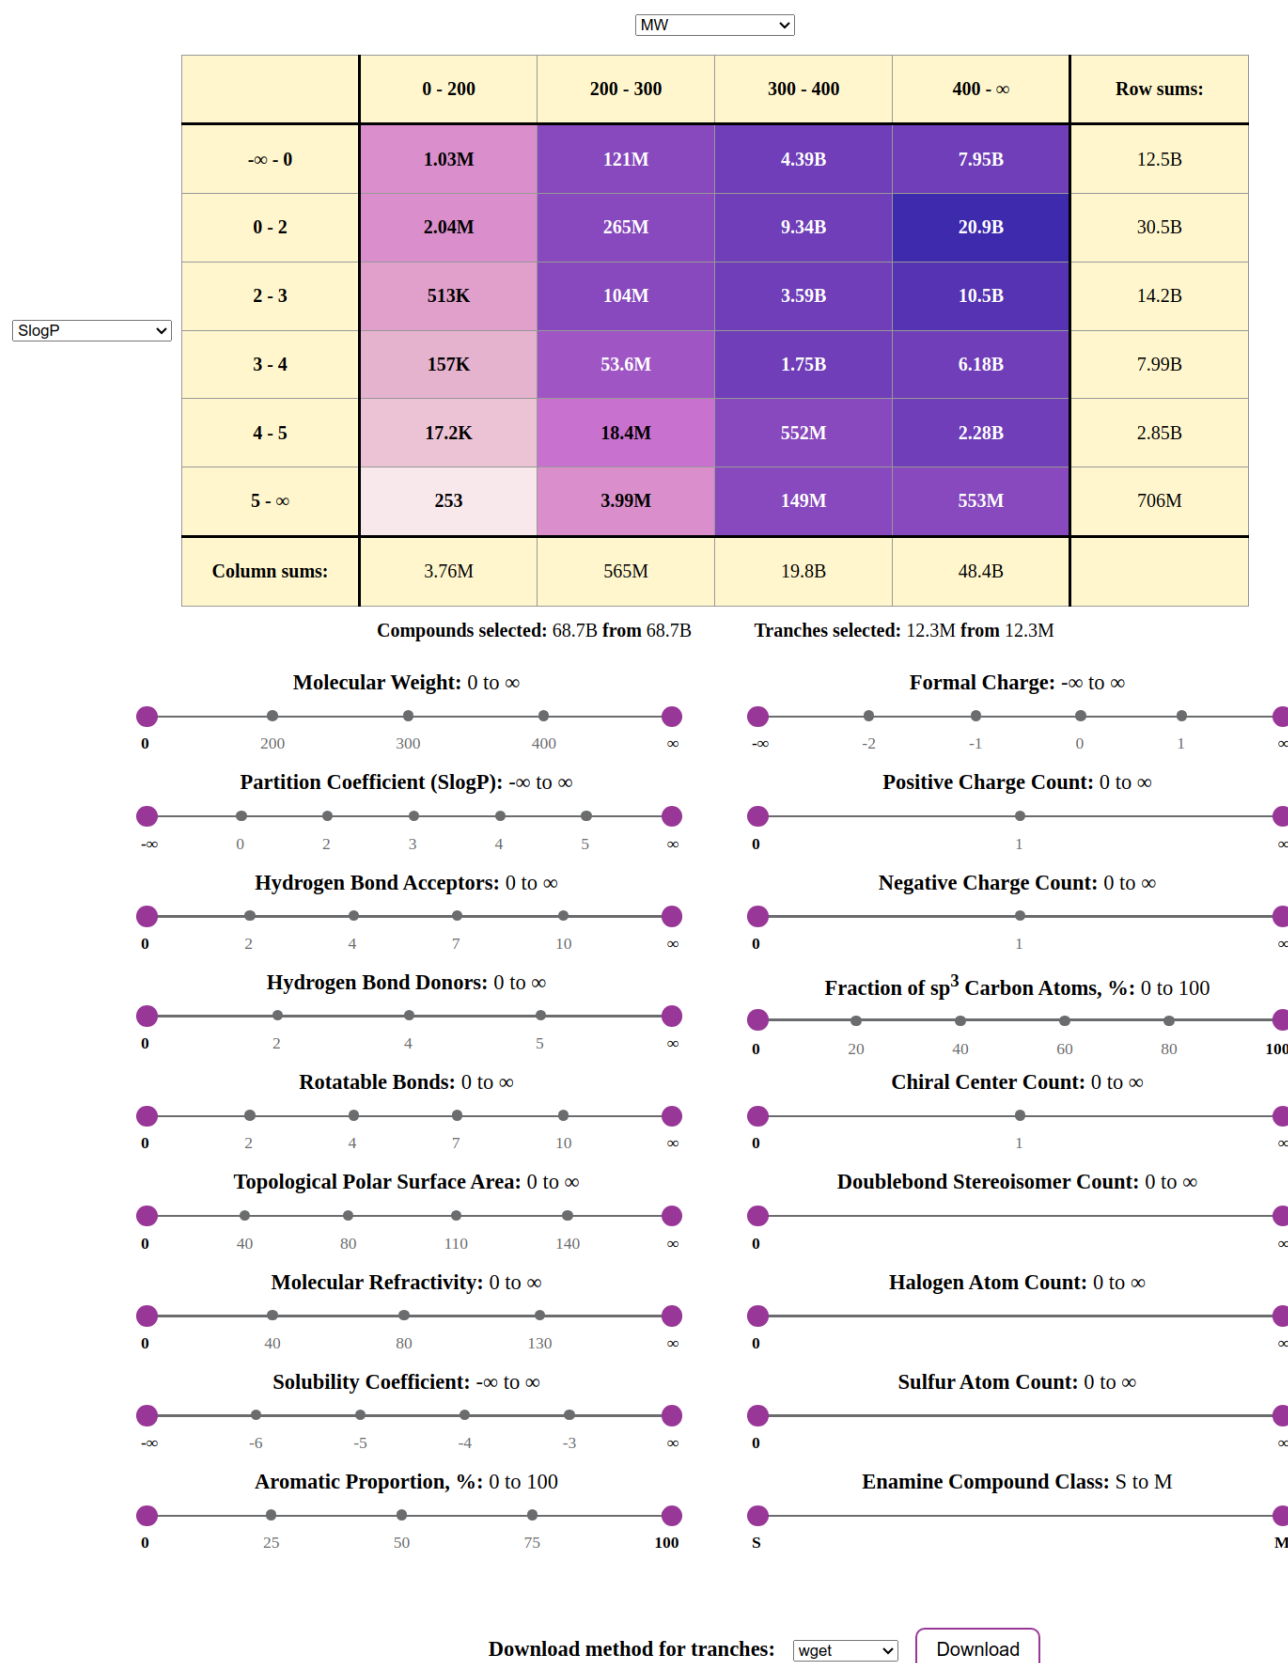 MW
0 - 200 200 - 300 300 - 400 400 - ∞ Row sums:
-∞ - 0 1.03M 121M 4.39B 7.95B 12.5B
0 - 2 2.04M 265M 9.34B 20.9B 30.5B
2 - 3 513K 104M 3.59B 10.5B 14.2B
SlogP
3 - 4 157K 53.6M 1.75B 6.18B 7.99B
4 - 5 17.2K 18.4M 552M 2.28B 2.85B
5 - ∞ 253 3.99M 149M 553M 706M
Column sums: 3.76M 565M 19.8B 48.4B
Compounds selected: 68.7B from 68.7B Tranches selected: 12.3M from 12.3M
Molecular Weight: 0 to ∞ Formal Charge: -∞ to ∞
0 200 300 400 ∞ -∞ -2 -1 0 1 ∞
Partition Coefficient (SlogP): -∞ to ∞ Positive Charge Count: 0 to ∞
-∞ 0 2 3 4 5 ∞ 0 1 ∞
Hydrogen Bond Acceptors: 0 to ∞ Negative Charge Count: 0 to ∞
0 2 4 7 10 ∞ 0 1 ∞
Hydrogen Bond Donors: 0 to ∞ Fraction of sp³ Carbon Atoms, %: 0 to 100
0 2 4 5 ∞ 0 20 40 60 80 100
Rotatable Bonds: 0 to ∞ Chiral Center Count: 0 to ∞
0 2 4 7 10 ∞ 0 1 ∞
Topological Polar Surface Area: 0 to ∞ Doublebond Stereoisomer Count: 0 to ∞
0 40 80 110 140 ∞ 0 ∞
Molecular Refractivity: 0 to ∞ Halogen Atom Count: 0 to ∞
0 40 80 130 ∞ 0 ∞
Solubility Coefficient: -∞ to ∞ Sulfur Atom Count: 0 to ∞
-∞ -6 -5 -4 -3 ∞ 0 ∞
Aromatic Proportion, %: 0 to 100 Enamine Compound Class: S to M
0 25 50 75 100 S M
Download method for tranches: wget Download